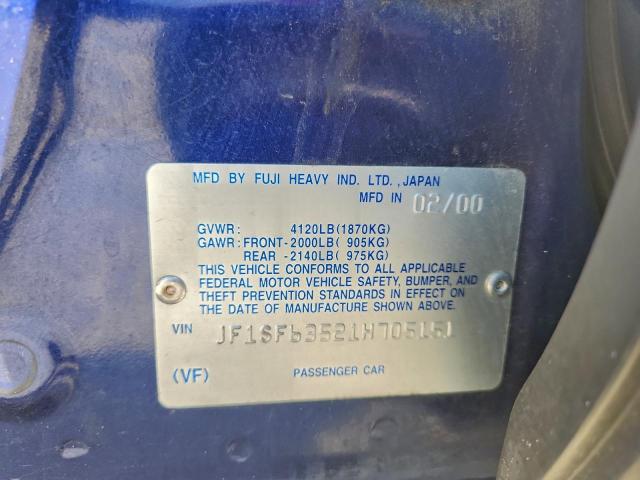 MFD BY FUJI HEAVY IND. LTD., JAPAN
MFD IN 02/00
GVWR: 4120LB(1870KG)
GAWR: FRONT-2000LB( 905KG)
REAR -2140LB( 975KG)
THIS VEHICLE CONFORMS TO ALL APPLICABLE
FEDERAL MOTOR VEHICLE SAFETY, BUMPER, AND
THEFT PREVENTION STANDARDS IN EFFECT ON
THE DATE OF MANUFACTURE SHOWN ABOVE.
VIN JF1SF63521H705151
(VF) PASSENGER CAR